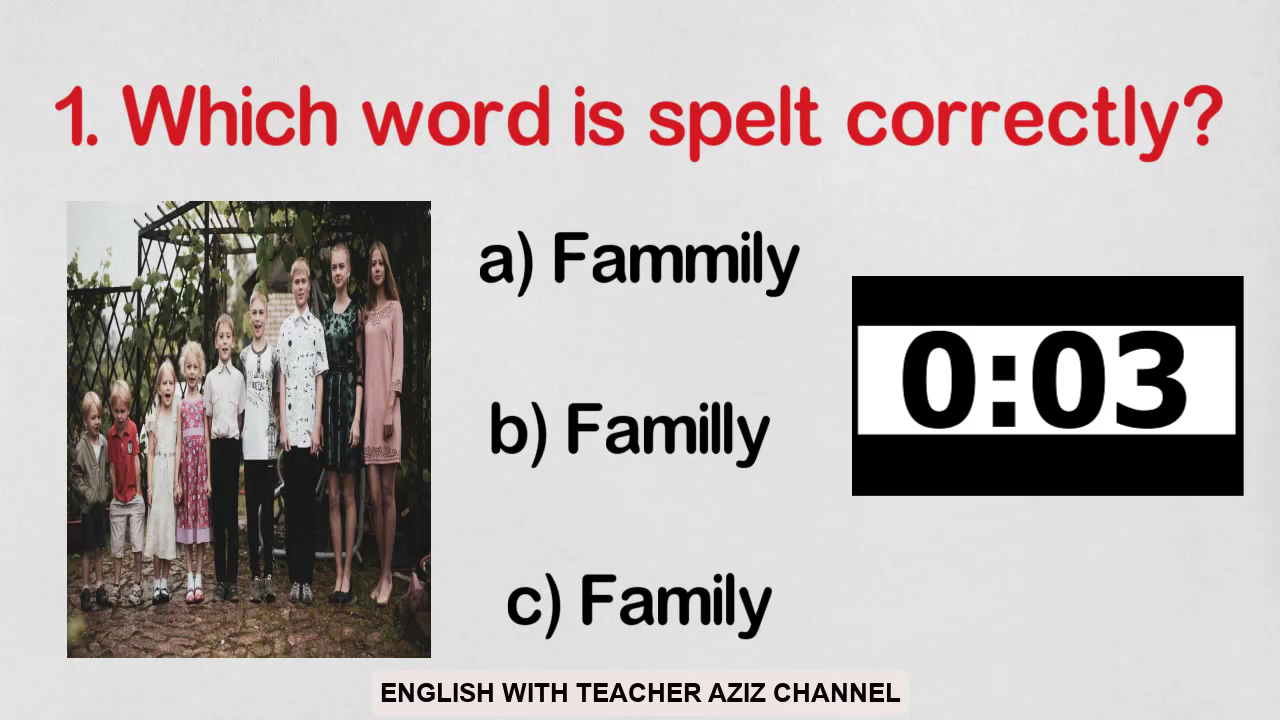 1. Which word is spelt correctly?
a) Fammily
b) Familly
c) Family
0:03
ENGLISH WITH TEACHER AZIZ CHANNEL